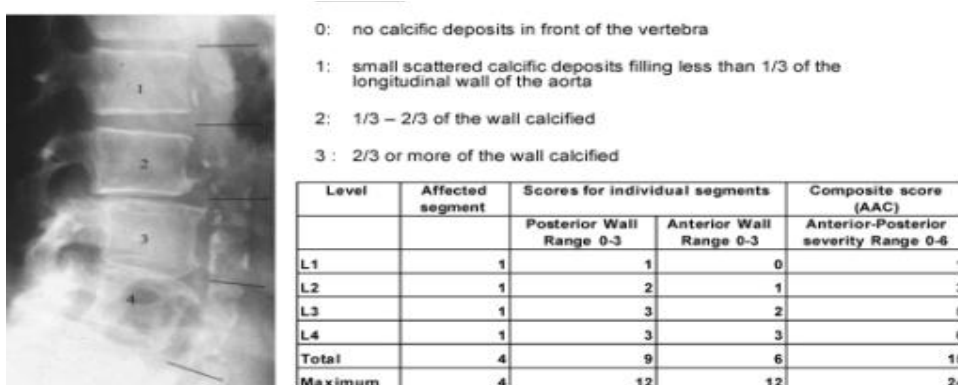 0: no calcific deposits in front of the vertebra
1: small scattered calcific deposits filling less than 1/3 of the
longitudinal wall of the aorta
2: 1/3 – 2/3 of the wall calcified
3 : 2/3 or more of the wall calcified
Level Affected segment Scores for individual segments Composite score (AAC)
Posterior Wall Range 0-3 Anterior Wall Range 0-3 Anterior-Posterior severity Range 0-6
L1 1 1 0
L2 1 2 1
L3 1 3 2
L4 1 3 3
Total 4 9 6
Maximum 4 12 12
1
2
3
4